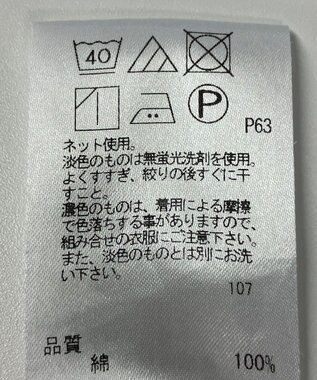 40
P
P63
ネット使用。
淡色のものは無蛍光洗剤を使用。
よくすすぎ、絞りの後すぐに干
すこと。
濃色のものは、着用による摩擦
で色落ちする事がありますので、
組み合せの衣服にご注意下さい。
また、淡色のものとは別にお洗
い下さい。
107
品質
綿 100%